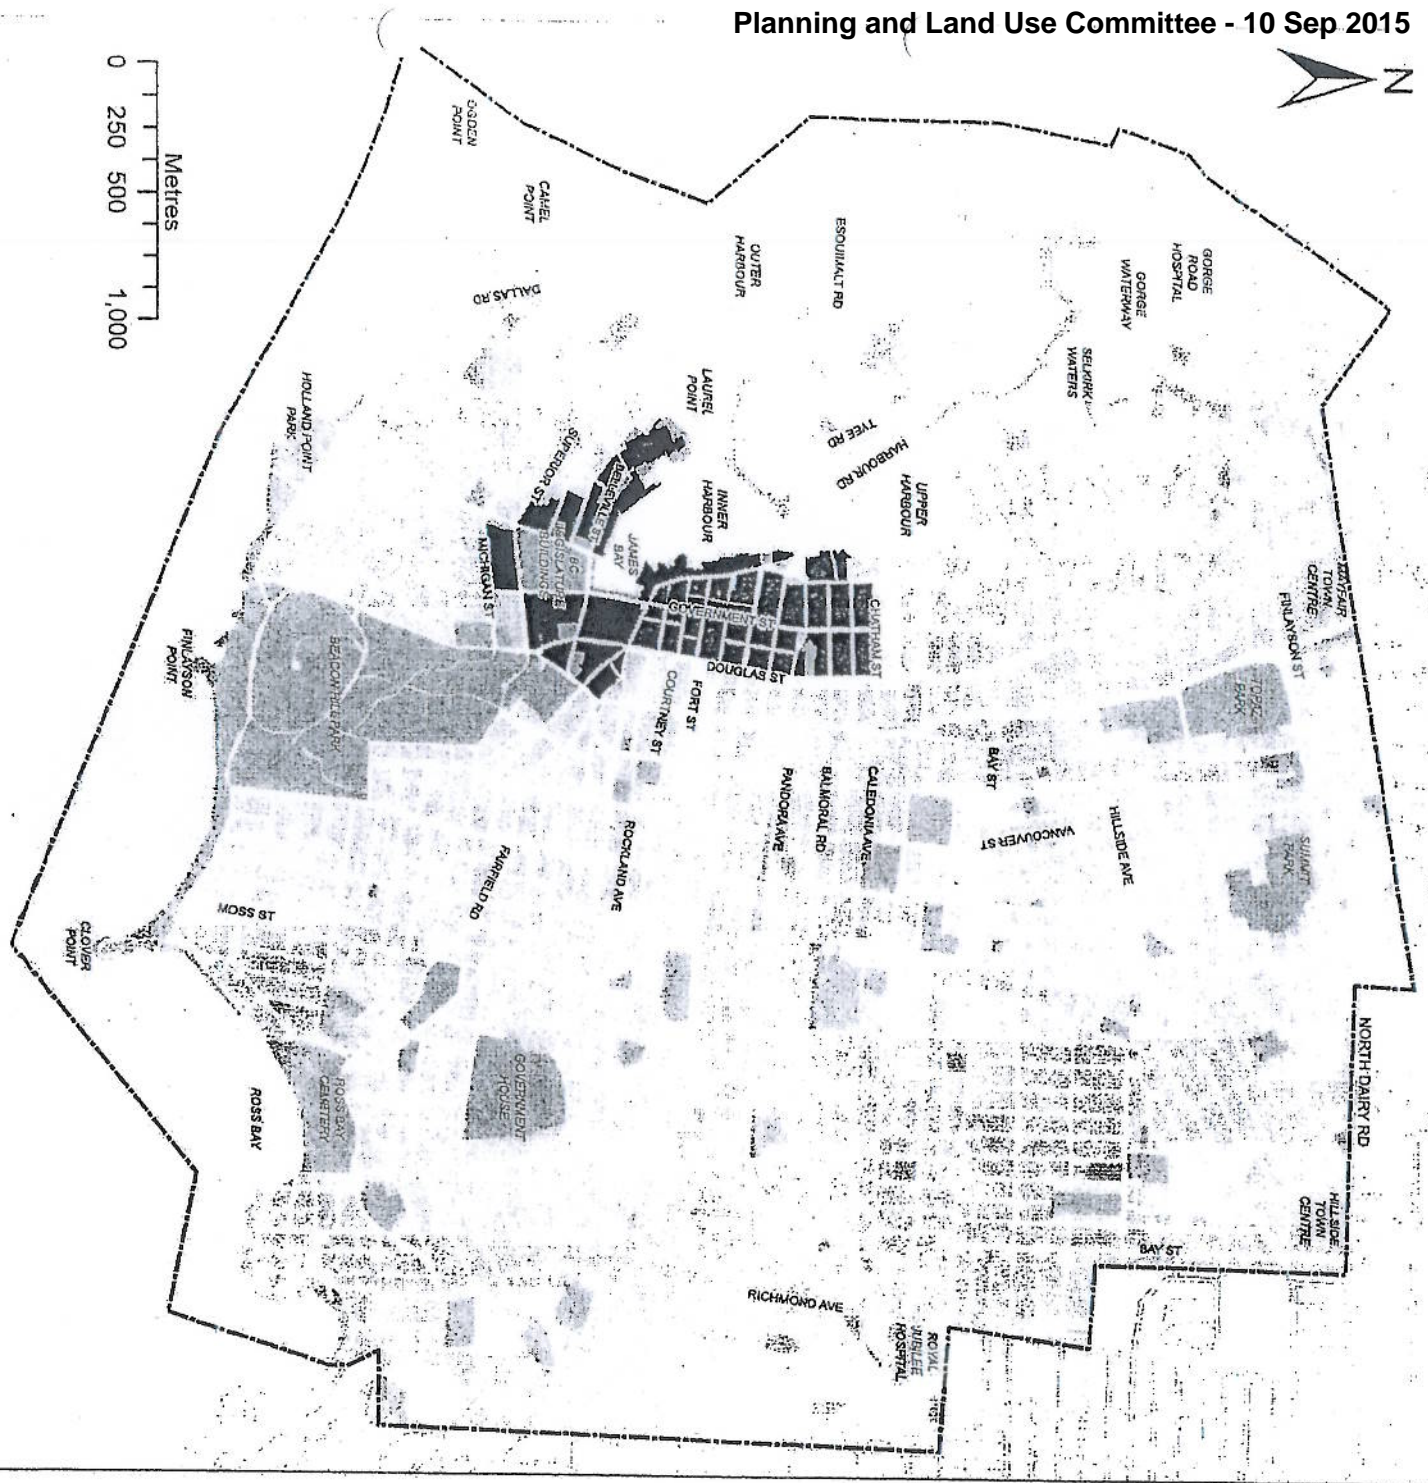 Planning and Land Use Committee - 10 Sep 2015
N
0
250
500
1,000
Metres
OGDEN
POINT
CAMEL
POINT
DALLAS RD
OUTER
HARBOUR
ESQUIMALT RD
GORGE
ROAD
HOSPITAL
GORGE
WATERWAY
SELKIRK
WATERS
HOLLAND POINT
PARK
LAUREL
POINT
TYEE RD
HARBOUR RD
UPPER
HARBOUR
INNER
HARBOUR
SUPERIOR ST
BELLEVILLE ST
JAMES
BAY
BC
LEGISLATURE
BUILDINGS
MICHIGAN ST
GOVERNMENT ST
CHATHAM ST
DOUGLAS ST
FORT ST
COURTNEY ST
MAYFAIR
TOWN
CENTRE
FINLAYSON ST
TOPAZ
PARK
FINLAYSON
POINT
BEACON HILL PARK
BAY ST
PANDORA AVE
BALMORAL RD
CALEDONIA AVE
VANCOUVER ST
HILLSIDE AVE
SUMMIT
PARK
ROCKLAND AVE
FAIRFIELD RD
MOSS ST
CLOVER
POINT
NORTH DAIRY RD
ROSS BAY
ROSS BAY
CEMETERY
GOVERNMENT
HOUSE
HILLSIDE
TOWN
CENTRE
BAY ST
RICHMOND AVE
ROYAL
JUBILEE
HOSPITAL